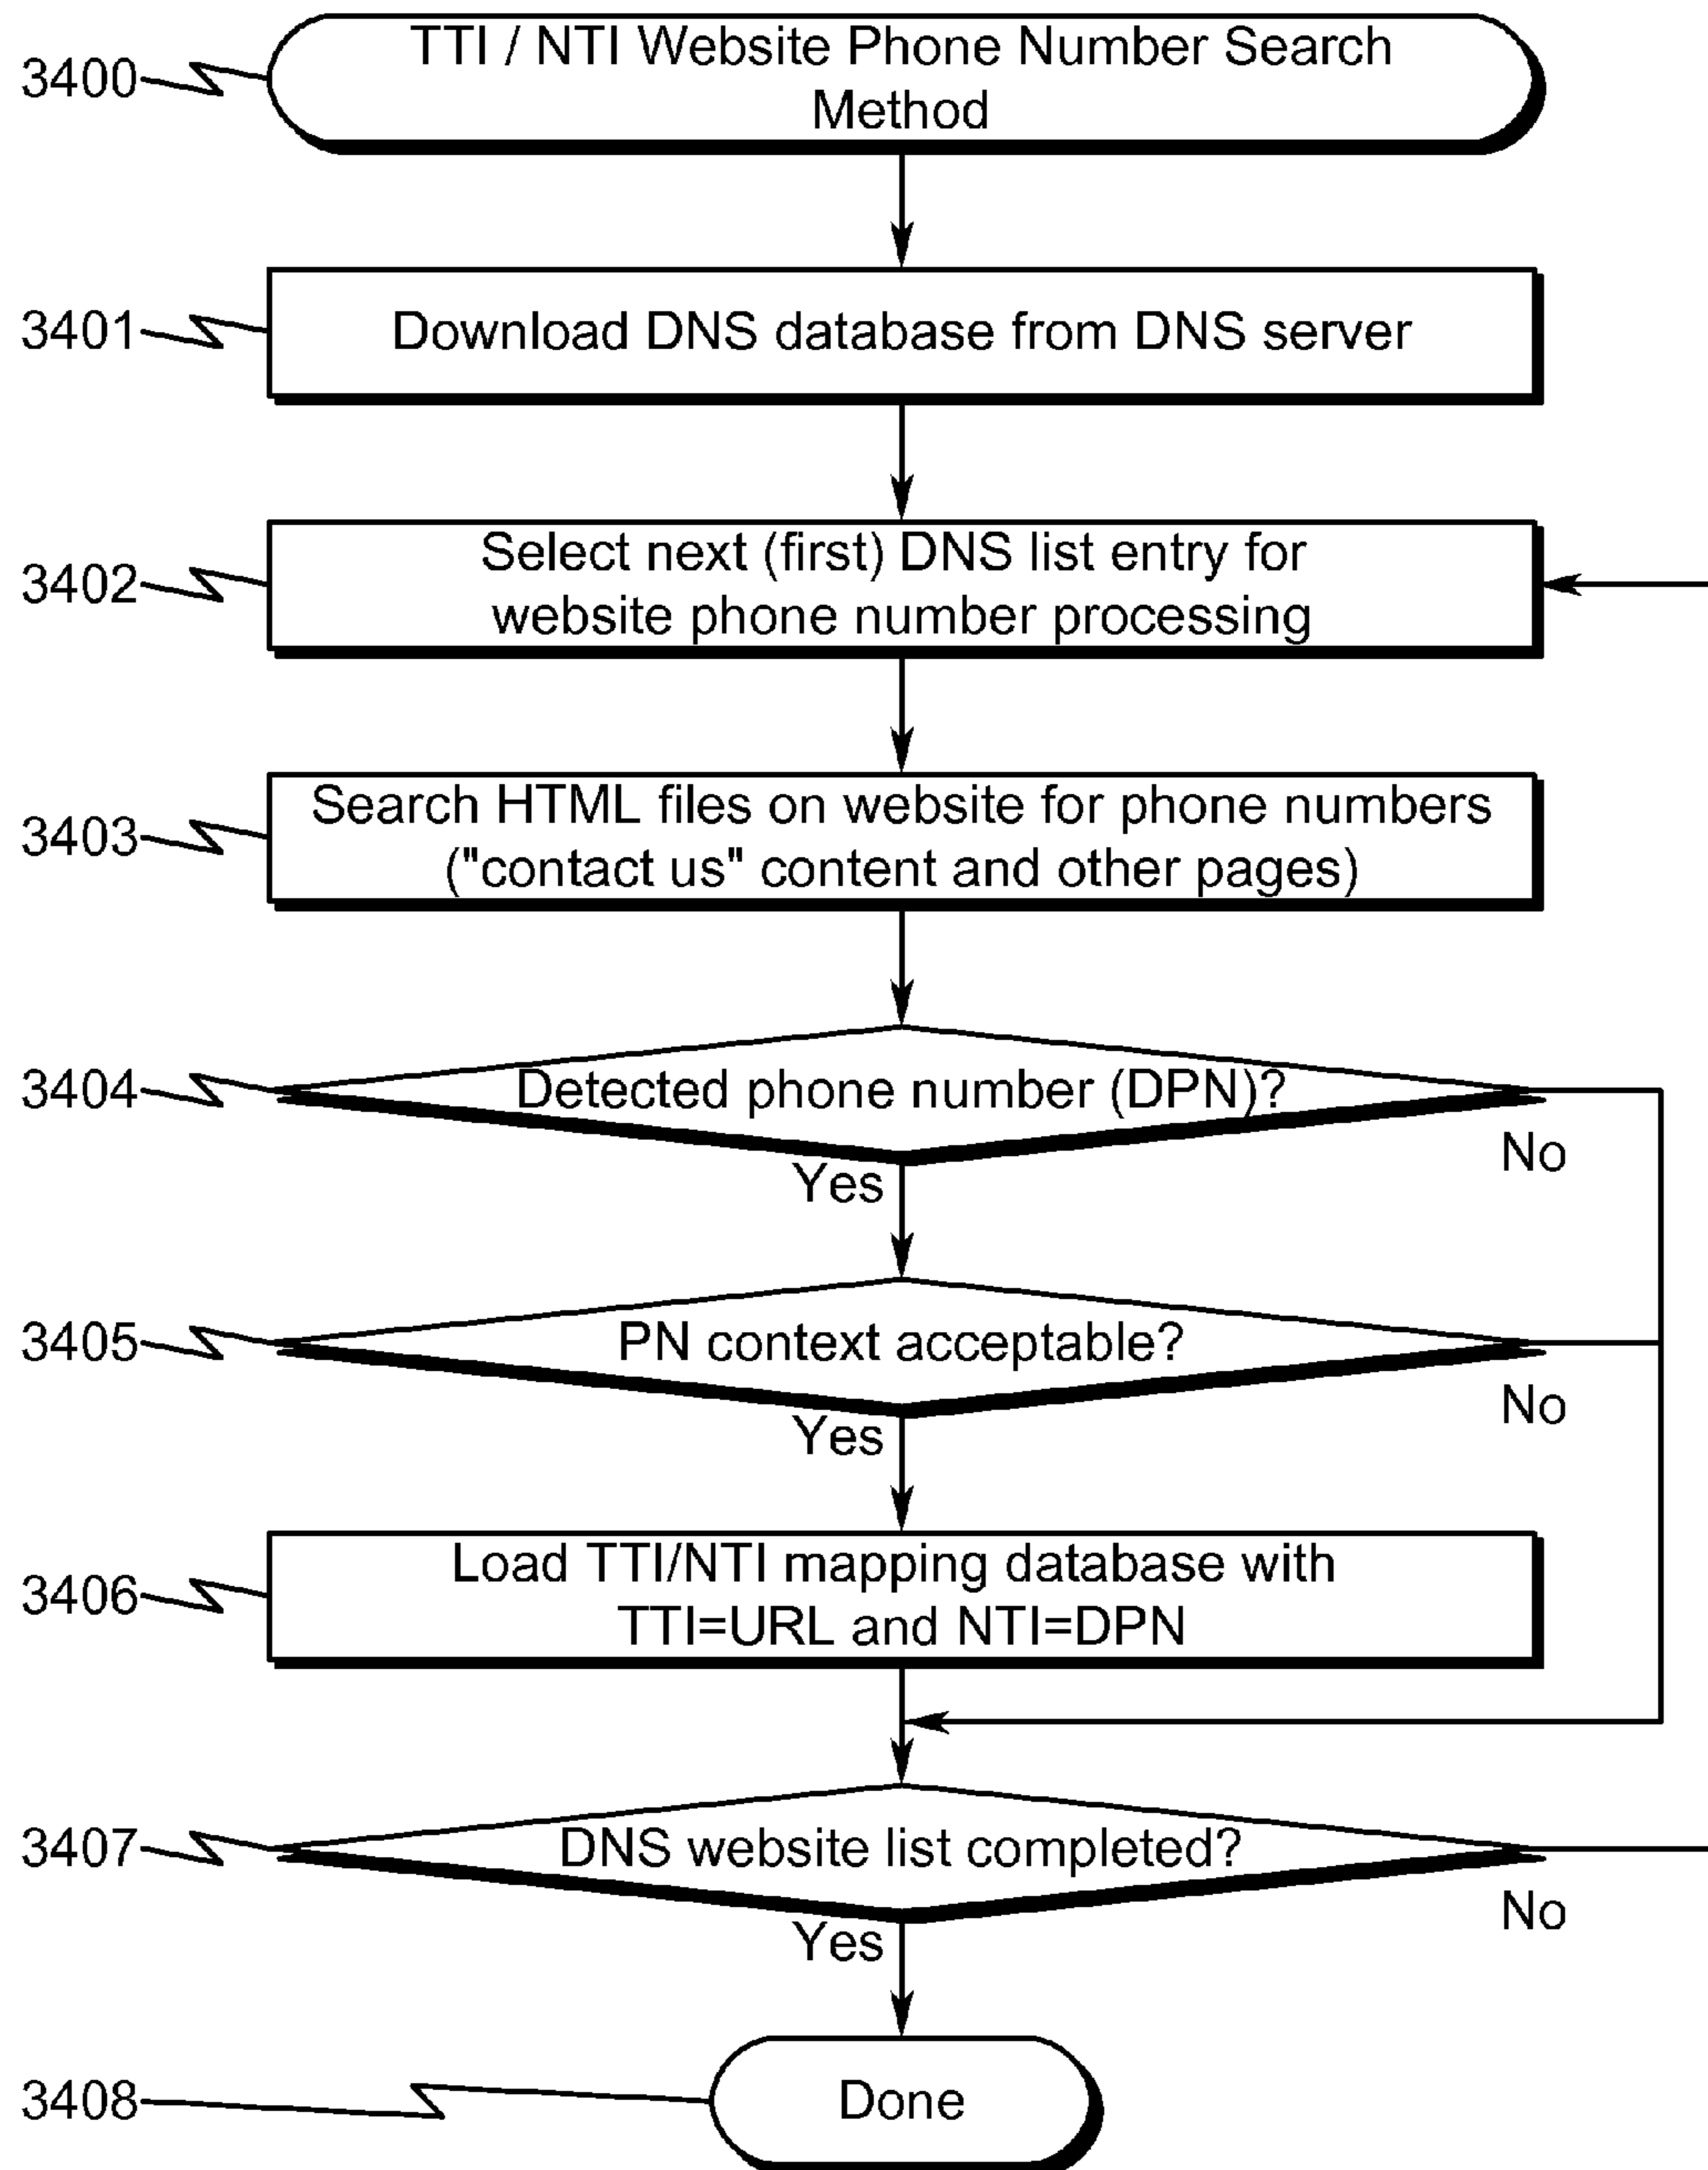 3400
TTI / NTI Website Phone Number Search
Method
3401
Download DNS database from DNS server
3402
Select next (first) DNS list entry for
website phone number processing
3403
Search HTML files on website for phone numbers
("contact us" content and other pages)
3404
Detected phone number (DPN)?
No
Yes
3405
PN context acceptable?
No
Yes
3406
Load TTI/NTI mapping database with
TTI=URL and NTI=DPN
3407
DNS website list completed?
No
Yes
3408
Done